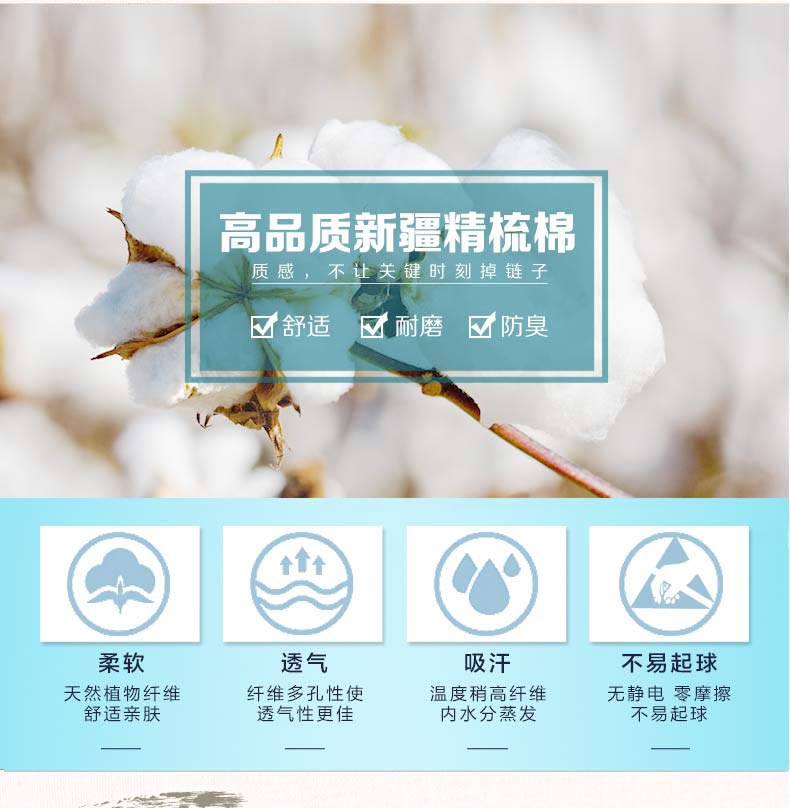 高品质新疆精梳棉
质感，不让关键时刻掉链子
舒适 耐磨 防臭
柔软 透气 吸汗 不易起球
天然植物纤维 纤维多孔性使 温度稍高纤维 无静电 零摩擦
舒适亲肤 透气性更佳 内水分蒸发 不易起球